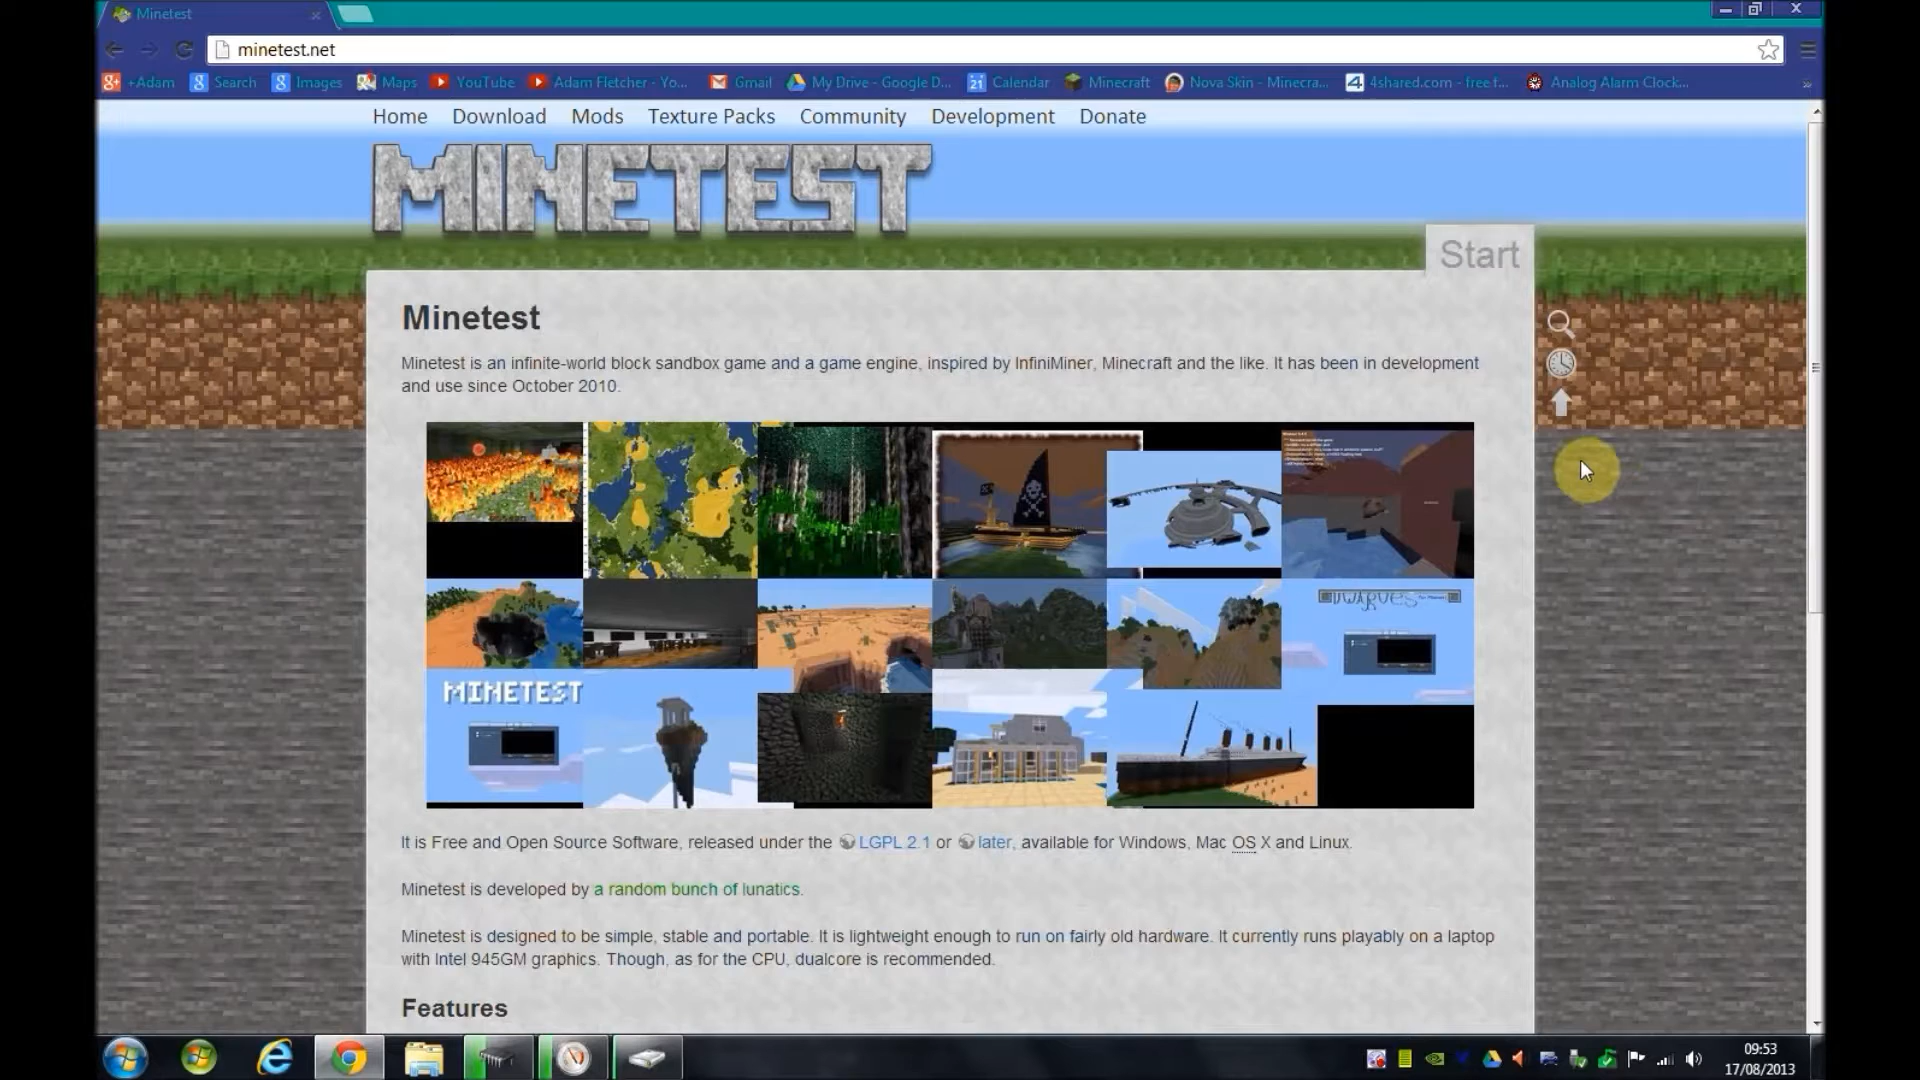 Minetest
minetest.net
+Adam Search Images Maps YouTube Adam Fletcher - Yo... Gmail My Drive - Google D... Calendar Minecraft Nova Skin - Minecra... 4shared.com - free f... Analog Alarm Clock...
Home Download Mods Texture Packs Community Development Donate
MINETEST
Start
Minetest
Minetest is an infinite-world block sandbox game and a game engine, inspired by InfiniMiner, Minecraft and the like. It has been in development
and use since October 2010.
MINETEST
It is Free and Open Source Software, released under the LGPL 2.1 or later, available for Windows, Mac OS X and Linux.
Minetest is developed by a random bunch of lunatics.
Minetest is designed to be simple, stable and portable. It is lightweight enough to run on fairly old hardware. It currently runs playably on a laptop
with Intel 945GM graphics. Though, as for the CPU, dualcore is recommended.
Features
09:53
17/08/2013